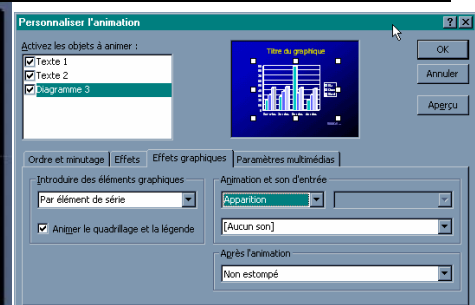 Personnaliser l'animation
Activez les objets à animer :
Texte 1
Texte 2
Diagramme 3
Titre du graphique
OK
Annuler
Aperçu
Ordre et minutage Effets Effets graphiques Paramètres multimédias
Introduire des éléments graphiques
Par élément de série
Animer le quadrillage et la légende
Animation et son d'entrée
Apparition
[Aucun son]
Après l'animation
Non estompé